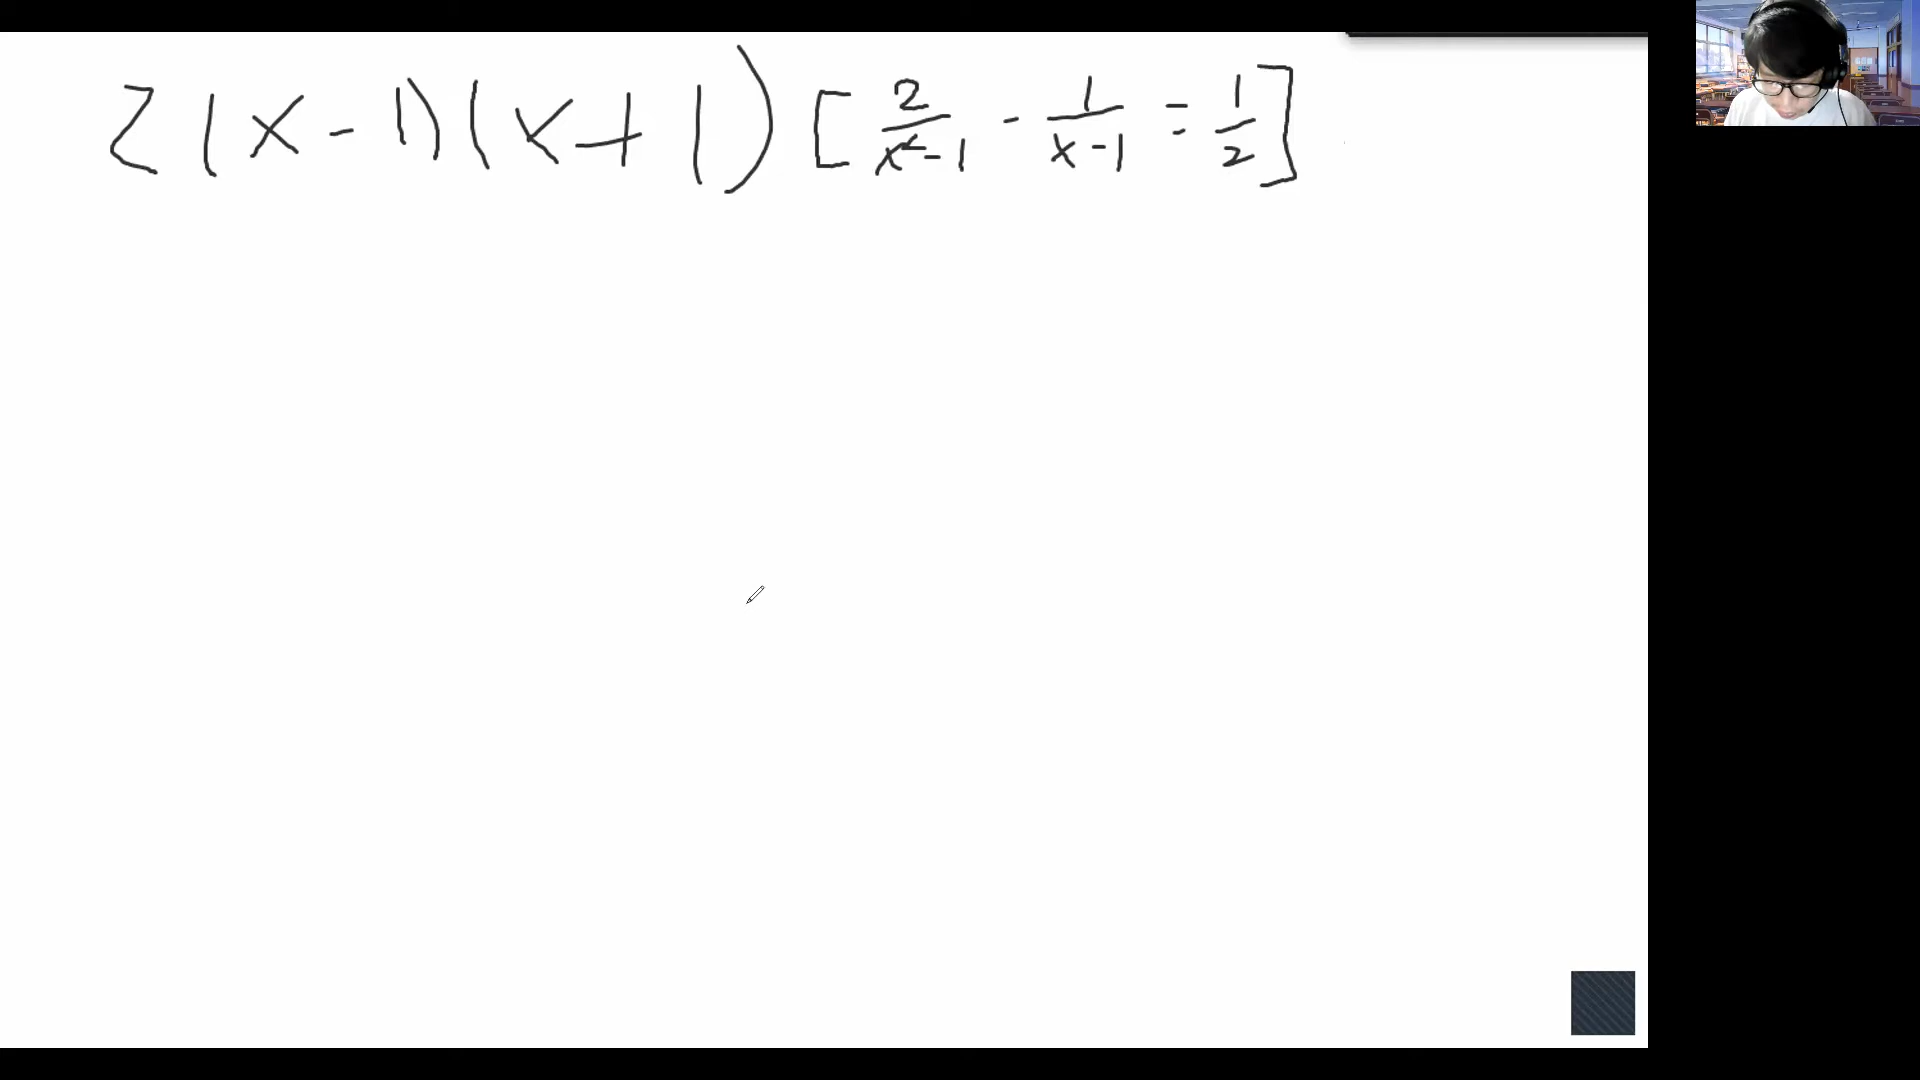 2(x-1)(x+1)[2/(x²-1) - 1/(x-1) = 1/2]